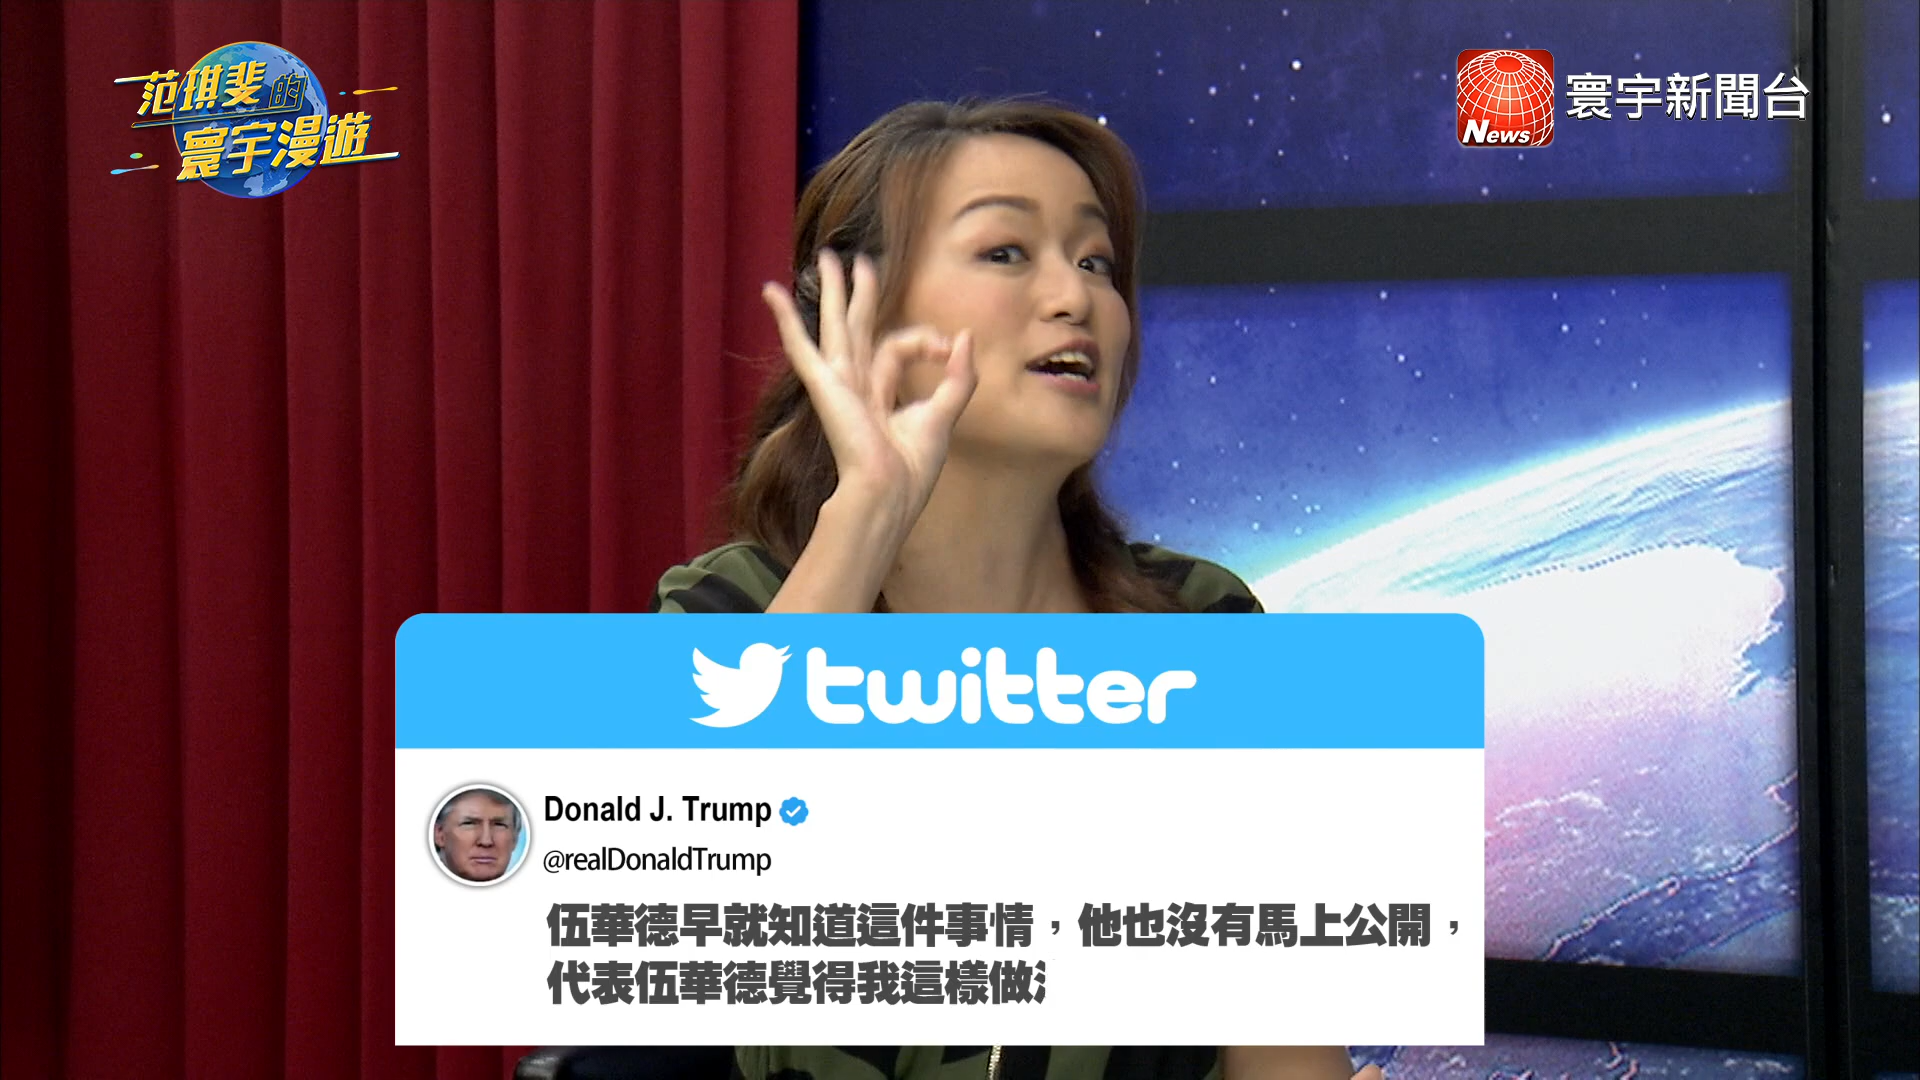 范琪斐的
寰宇漫遊
News
寰宇新聞台
twitter
Donald J. Trump
@realDonaldTrump
伍華德早就知道這件事情，他也沒有馬上公開，
代表伍華德覺得我這樣做